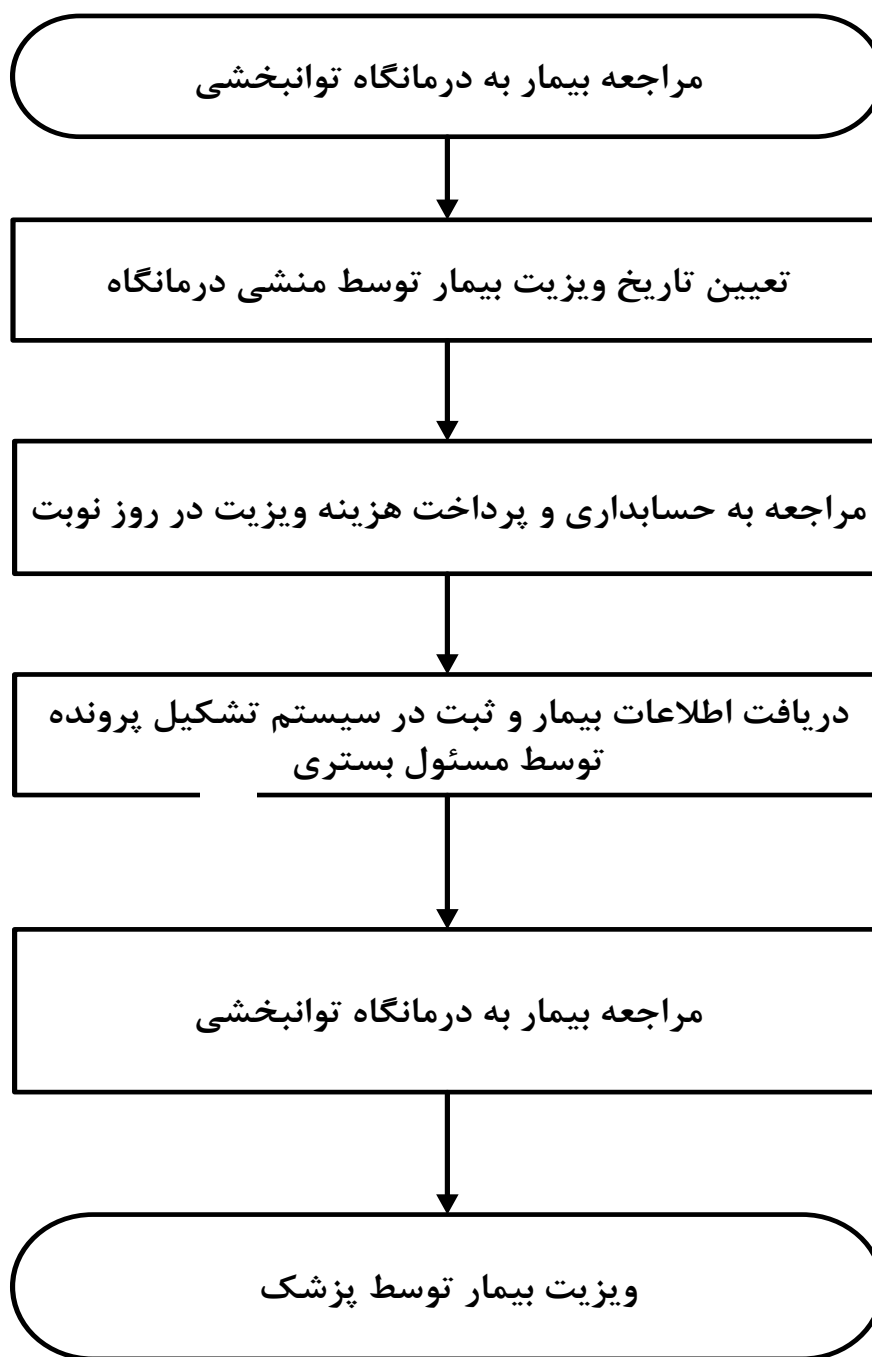 مراجعه بیمار به درمانگاه توانبخشی
تعیین تاریخ ویزیت بیمار توسط منشی درمانگاه
مراجعه به حسابداری و پرداخت هزینه ویزیت در روز نوبت
دریافت اطلاعات بیمار و ثبت در سیستم تشکیل پرونده
توسط مسئول بستری
مراجعه بیمار به درمانگاه توانبخشی
ویزیت بیمار توسط پزشک